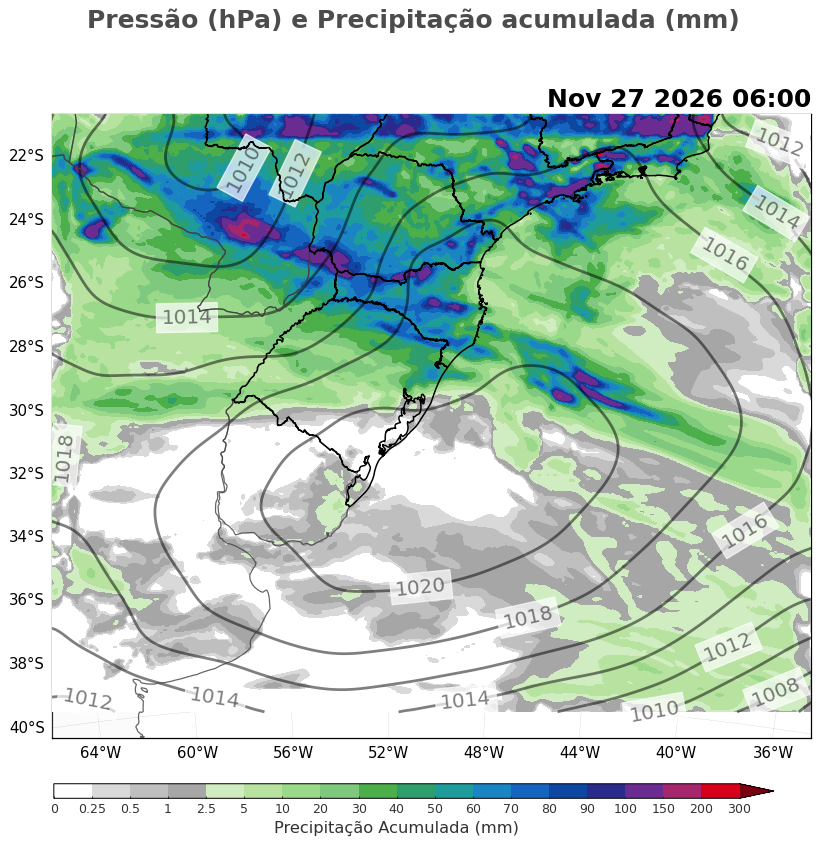 Pressão (hPa) e Precipitação acumulada (mm)
Nov 27 2026 06:00
1012
22°S
1010
1012
1014
24°S
1016
26°S
1014
28°S
30°S
1018
32°S
34°S
1016
36°S
1020
1018
38°S
1012
1008
1012
1014
1014
1010
40°S
64°W 60°W 56°W 52°W 48°W 44°W 40°W 36°W
0 0.25 0.5 1 2.5 5 10 20 30 40 50 60 70 80 90 100 150 200 300
Precipitação Acumulada (mm)